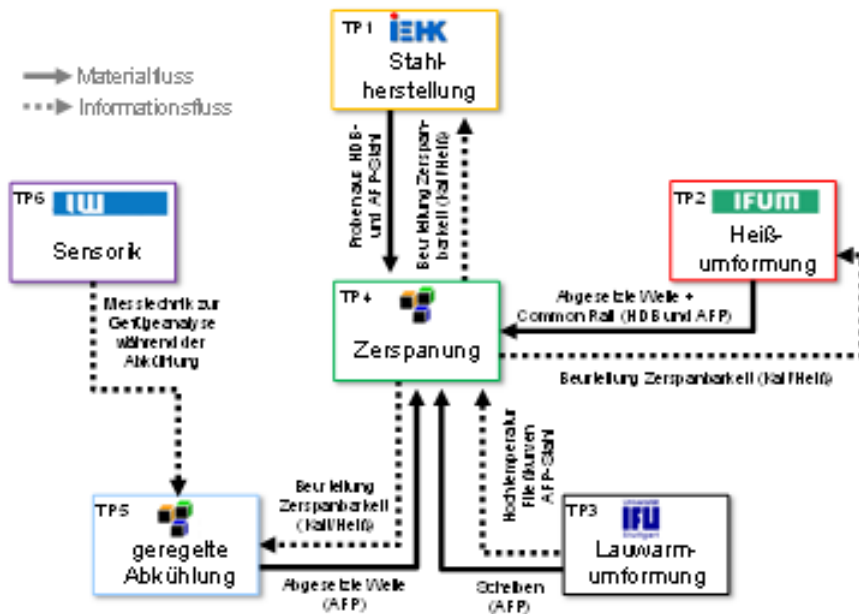 TP1 iEHK
Stahl-
herstellung
Materialfluss
Informationsfluss
Proben aus HDB-
und AFP-Stahl
Beurteilung Zerspan-
barkeit (Kalt/Heiß)
TP6 IW
Sensorik
TP2 IFUM
Heiß-
umformung
Messtechnik zur
Gefügeanalyse
während der
Abkühlung
TP4
Zerspanung
Abgesetzte Welle +
Common Rail (HDB und AFP)
Beurteilung Zerspanbarkeit (Kalt/Heiß)
Beurteilung
Zerspanbarkeit
(Kalt/Heiß)
Hochtemperatur
Fließkurven
AFP-Stahl
TP5
geregelte
Abkühlung
Abgesetzte Welle
(AFP)
Scheiben
(AFP)
TP3 IFU
Lauwarm-
umformung